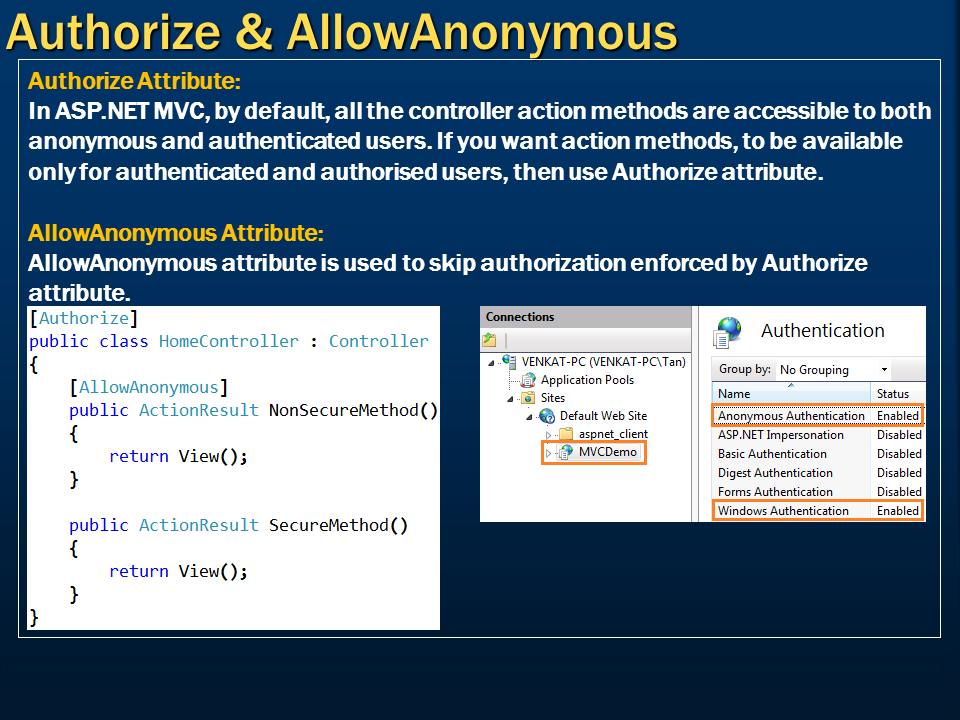 Authorize & AllowAnonymous
Authorize Attribute:
In ASP.NET MVC, by default, all the controller action methods are accessible to both
anonymous and authenticated users. If you want action methods, to be available
only for authenticated and authorised users, then use Authorize attribute.
AllowAnonymous Attribute:
AllowAnonymous attribute is used to skip authorization enforced by Authorize
attribute.
[Authorize]
public class HomeController : Controller
{
[AllowAnonymous]
public ActionResult NonSecureMethod()
{
return View();
}
public ActionResult SecureMethod()
{
return View();
}
}
Connections
VENKAT-PC (VENKAT-PC\Tan)
Application Pools
Sites
Default Web Site
aspnet_client
MVCDemo
Authentication
Group by: No Grouping
Name Status
Anonymous Authentication Enabled
ASP.NET Impersonation Disabled
Basic Authentication Disabled
Digest Authentication Disabled
Forms Authentication Disabled
Windows Authentication Enabled